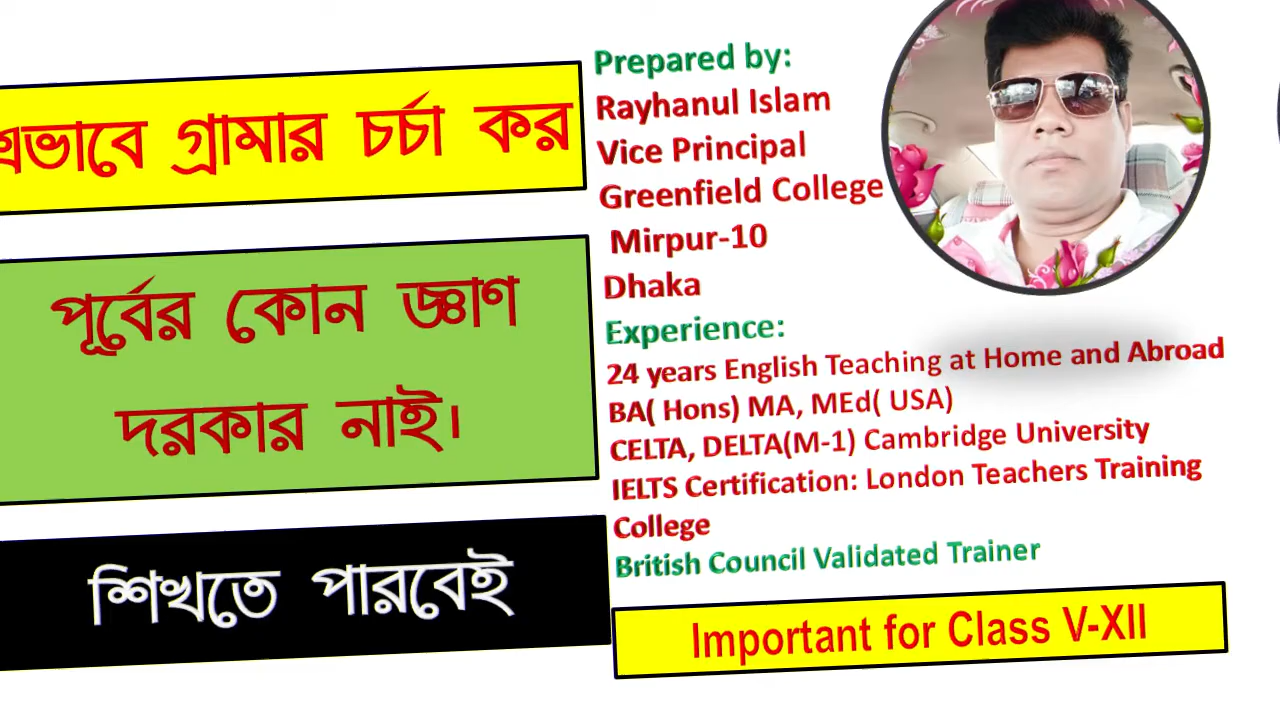 এভাবে গ্রামার চর্চা কর
পূর্বের কোন জ্ঞাণ
দরকার নাই।
শিখতে পারবেই
Prepared by:
Rayhanul Islam
Vice Principal
Greenfield College
Mirpur-10
Dhaka
Experience:
24 years English Teaching at Home and Abroad
BA( Hons) MA, MEd( USA)
CELTA, DELTA(M-1) Cambridge University
IELTS Certification: London Teachers Training
College
British Council Validated Trainer
Important for Class V-XII